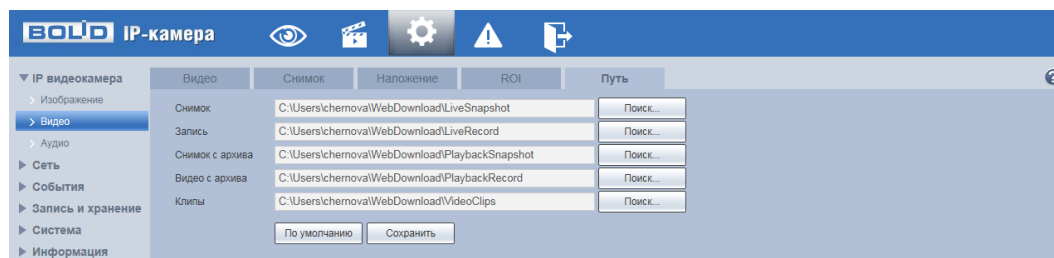 BOLID IP-камера
IP видеокамера
Видео Снимок Наложение ROI Путь
Изображение
Снимок C:\Users\chernova\WebDownload\LiveSnapshot Поиск...
Видео
Запись C:\Users\chernova\WebDownload\LiveRecord Поиск...
Аудио
Снимок с архива C:\Users\chernova\WebDownload\PlaybackSnapshot Поиск...
Сеть
Видео с архива C:\Users\chernova\WebDownload\PlaybackRecord Поиск...
События
Клипы C:\Users\chernova\WebDownload\VideoClips Поиск...
Запись и хранение
Система
По умолчанию Сохранить
Информация